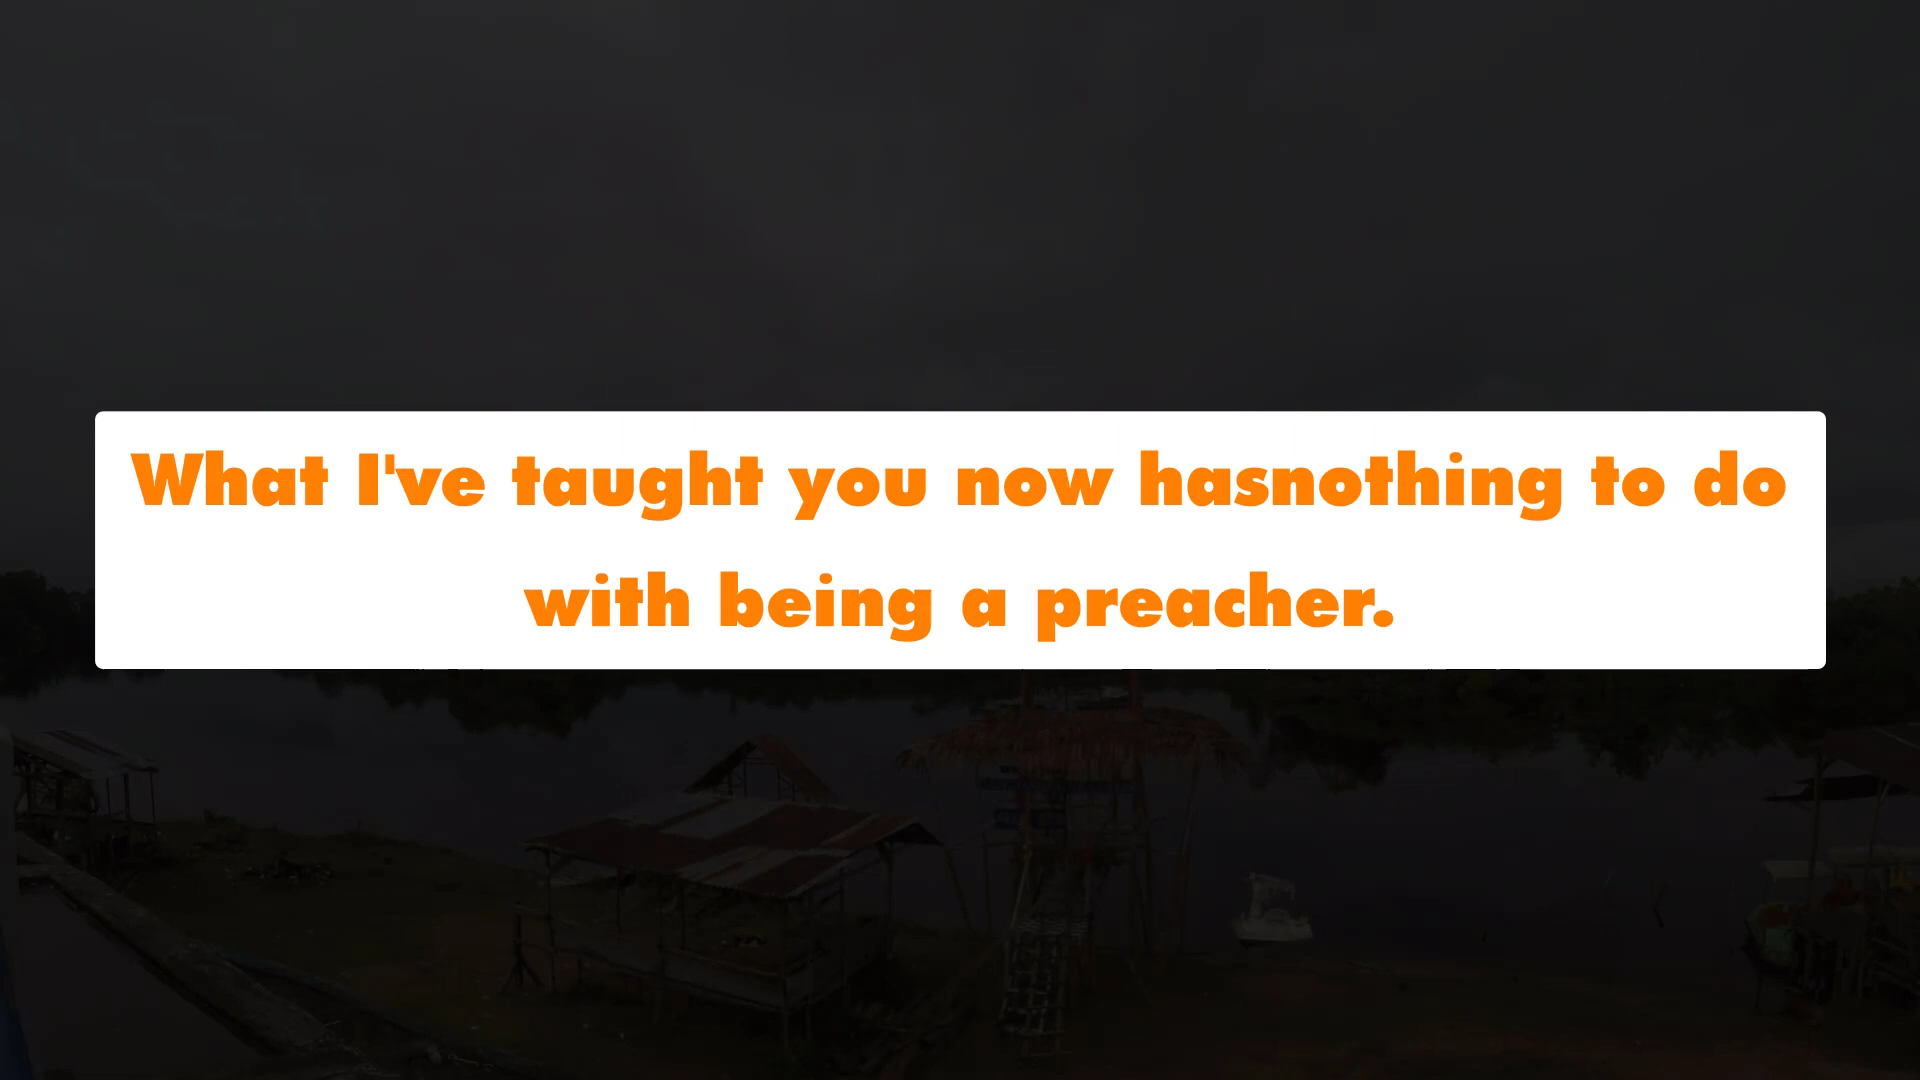 What I've taught you now hasnothing to do
with being a preacher.